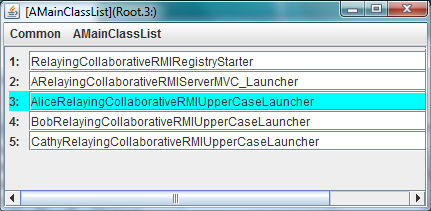 [AMainClassList](Root.3:)
Common AMainClassList
1: RelayingCollaborativeRMIRegistryStarter
2: ARelayingCollaborativeRMIServerMVC_Launcher
3: AliceRelayingCollaborativeRMIUpperCaseLauncher
4: BobRelayingCollaborativeRMIUpperCaseLauncher
5: CathyRelayingCollaborativeRMIUpperCaseLauncher